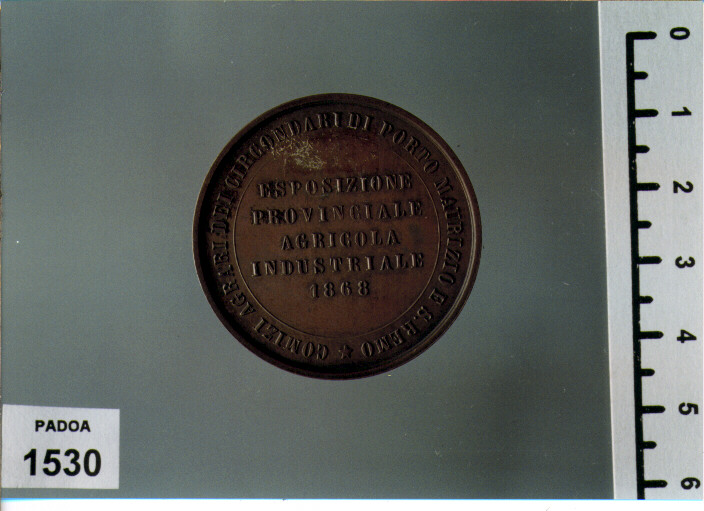 COMIZI AGRARI DEI CIRCONDARI DI PORTO MAURIZIO E S. REMO
ESPOSIZIONE
PROVINCIALE
AGRICOLA
INDUSTRIALE
1868
PADOA
1530
0
1
2
3
4
5
6